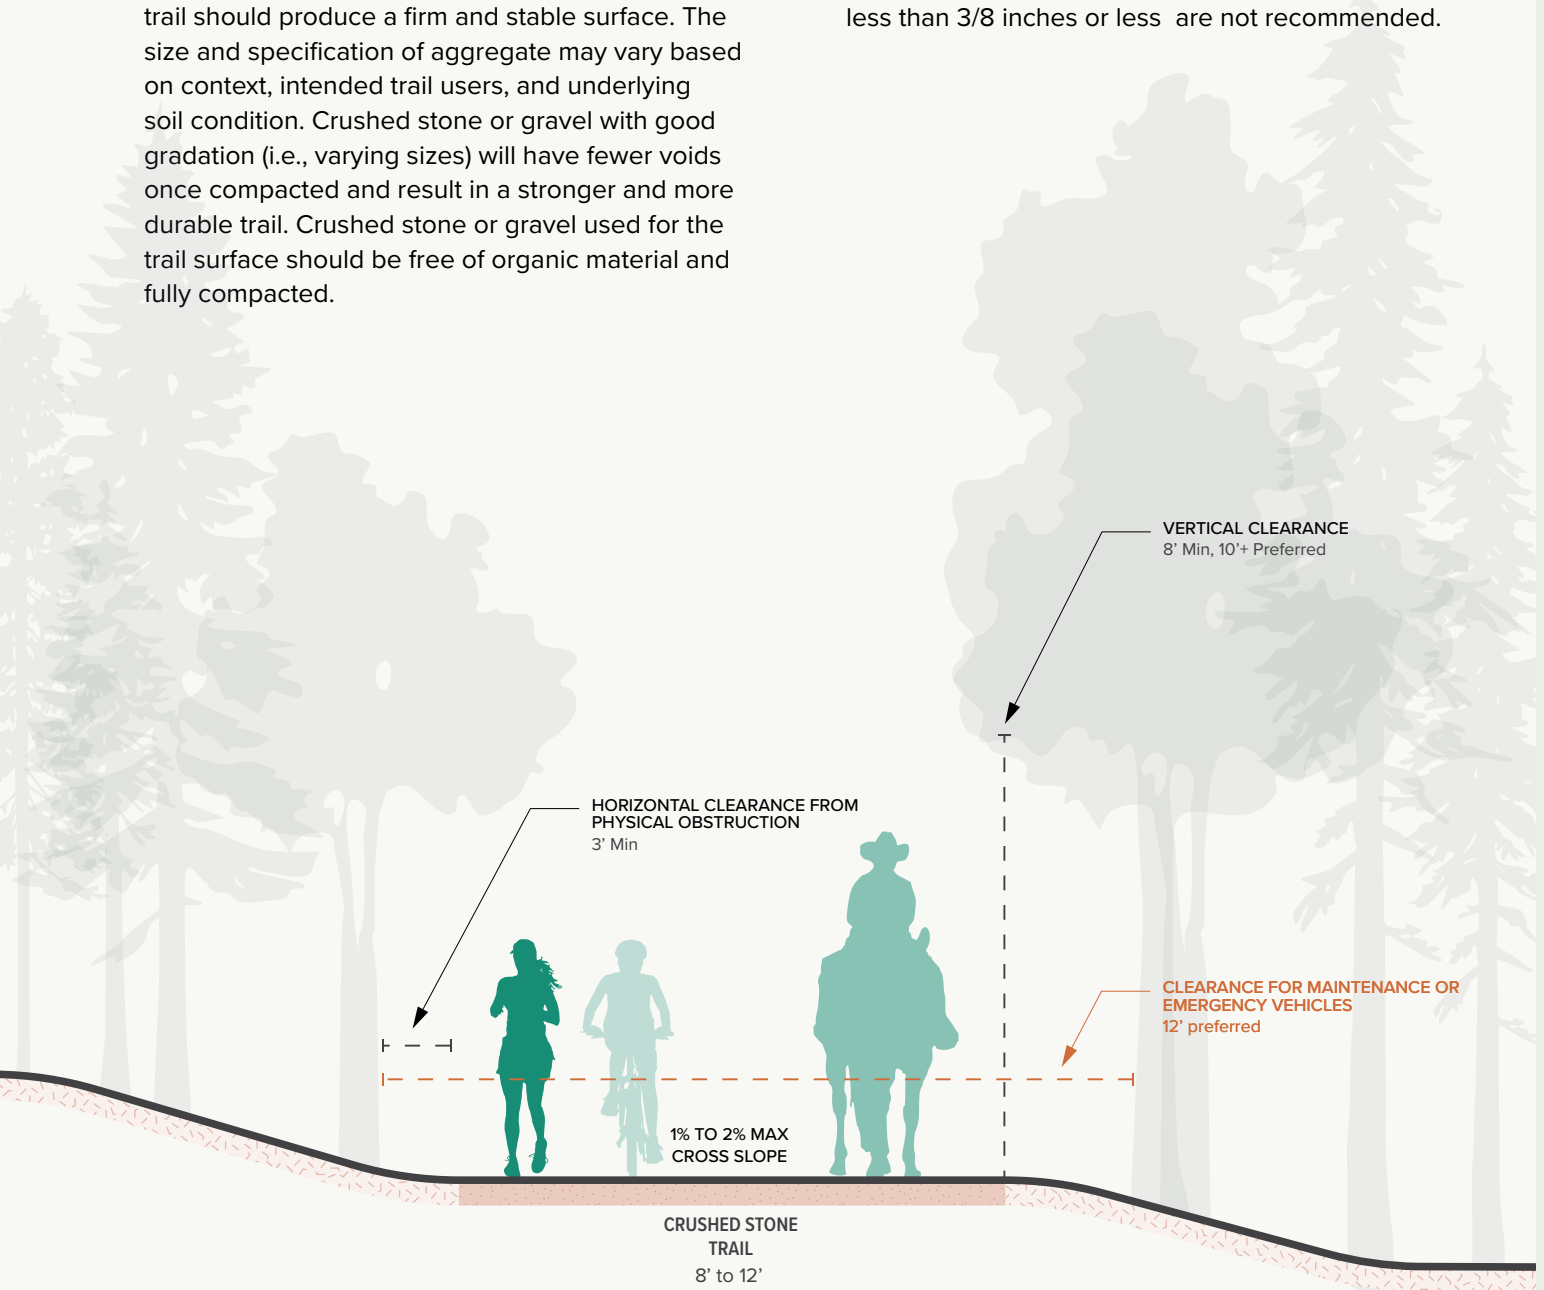 trail should produce a firm and stable surface. The
size and specification of aggregate may vary based
on context, intended trail users, and underlying
soil condition. Crushed stone or gravel with good
gradation (i.e., varying sizes) will have fewer voids
once compacted and result in a stronger and more
durable trail. Crushed stone or gravel used for the
trail surface should be free of organic material and
fully compacted.
less than 3/8 inches or less  are not recommended.
VERTICAL CLEARANCE
8’ Min, 10’+ Preferred
HORIZONTAL CLEARANCE FROM
PHYSICAL OBSTRUCTION
3’ Min
CLEARANCE FOR MAINTENANCE OR
EMERGENCY VEHICLES
12’ preferred
1% TO 2% MAX
CROSS SLOPE
CRUSHED STONE
TRAIL
8’ to 12’